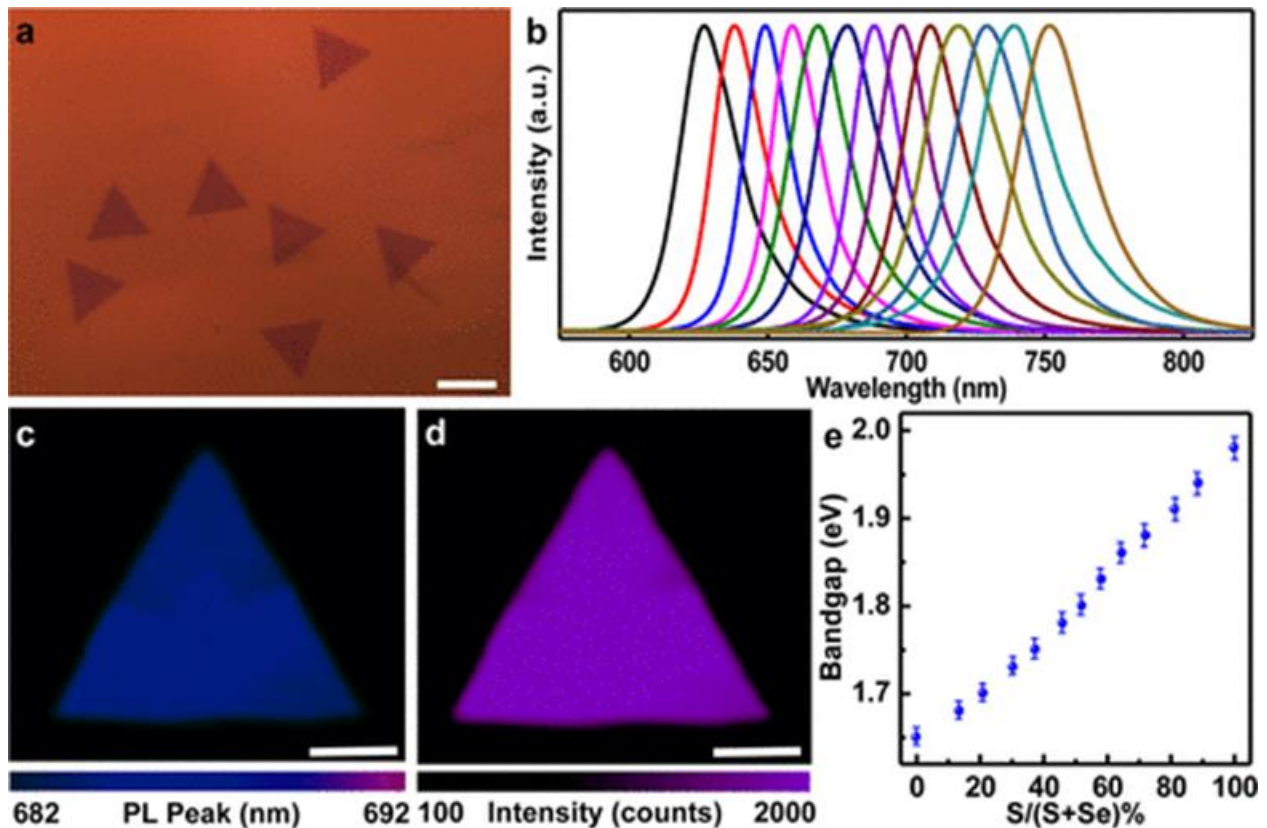 a
b
Intensity (a.u.)
600 650 700 750 800
Wavelength (nm)
c
d
e
2.0
1.9
1.8
1.7
Bandgap (eV)
0 20 40 60 80 100
S/(S+Se)%
682 PL Peak (nm) 692
100 Intensity (counts) 2000